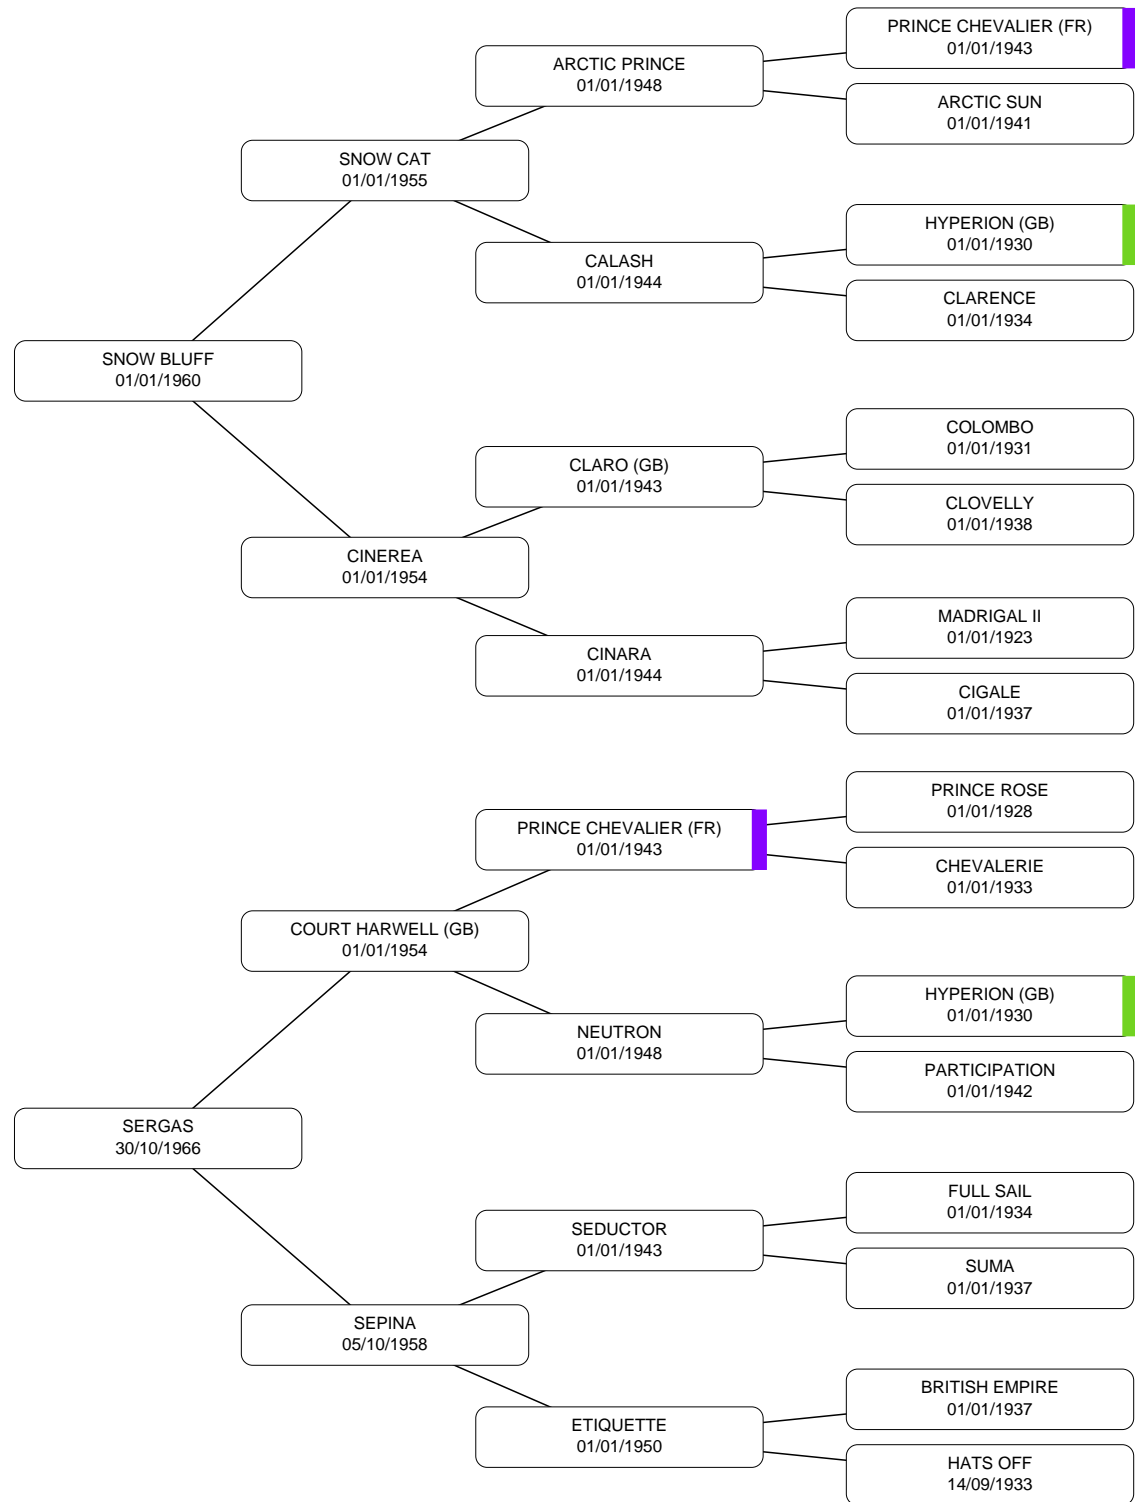 PRINCE CHEVALIER (FR)
01/01/1943
ARCTIC PRINCE
01/01/1948
ARCTIC SUN
01/01/1941
SNOW CAT
01/01/1955
HYPERION (GB)
01/01/1930
CALASH
01/01/1944
CLARENCE
01/01/1934
SNOW BLUFF
01/01/1960
COLOMBO
01/01/1931
CLARO (GB)
01/01/1943
CLOVELLY
01/01/1938
CINEREA
01/01/1954
MADRIGAL II
01/01/1923
CINARA
01/01/1944
CIGALE
01/01/1937
PRINCE ROSE
01/01/1928
PRINCE CHEVALIER (FR)
01/01/1943
CHEVALERIE
01/01/1933
COURT HARWELL (GB)
01/01/1954
HYPERION (GB)
01/01/1930
NEUTRON
01/01/1948
PARTICIPATION
01/01/1942
SERGAS
30/10/1966
FULL SAIL
01/01/1934
SEDUCTOR
01/01/1943
SUMA
01/01/1937
SEPINA
05/10/1958
BRITISH EMPIRE
01/01/1937
ETIQUETTE
01/01/1950
HATS OFF
14/09/1933